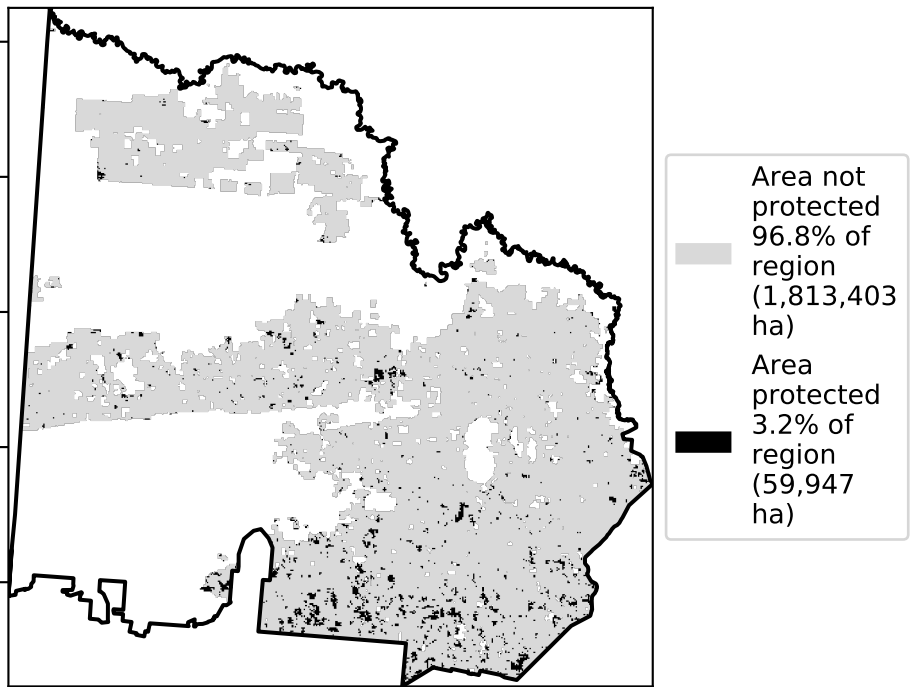 Area not
protected
96.8% of
region
(1,813,403
ha)
Area
protected
3.2% of
region
(59,947
ha)